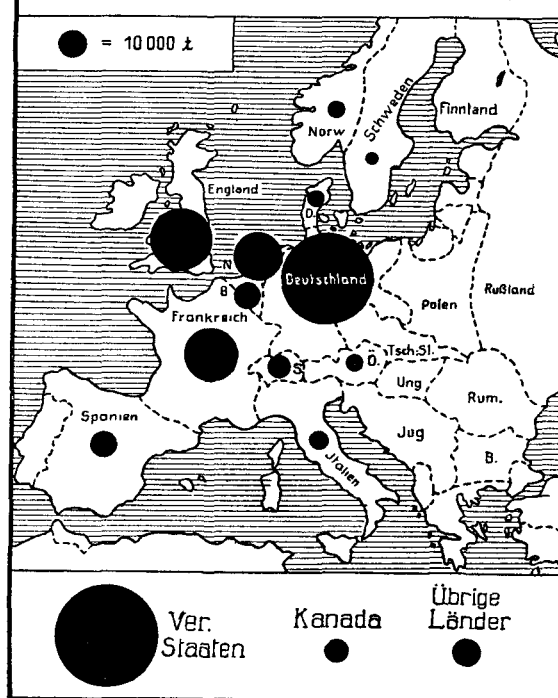 = 10 000 t
Norw.
Schweden
Finnland
England
D.
N
B
Deutschland
Polen
Rußland
Frankreich
S.
Ö.
Tsch.Sl.
Ung
Rum.
Spanien
Italien
Jug
B.
Ver.
Staaten
Kanada
Übrige
Länder